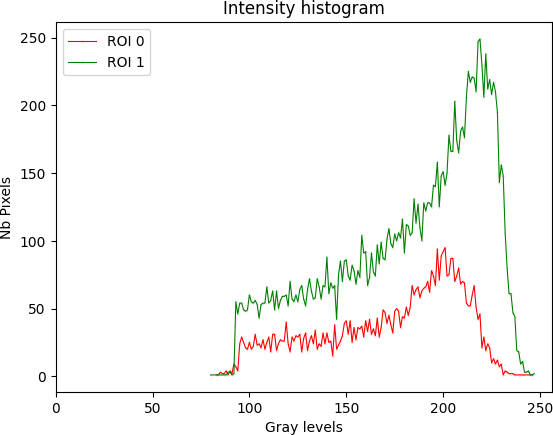 Intensity histogram
ROI 0
ROI 1
Nb Pixels
250
200
150
100
50
0
0 50 100 150 200 250
Gray levels